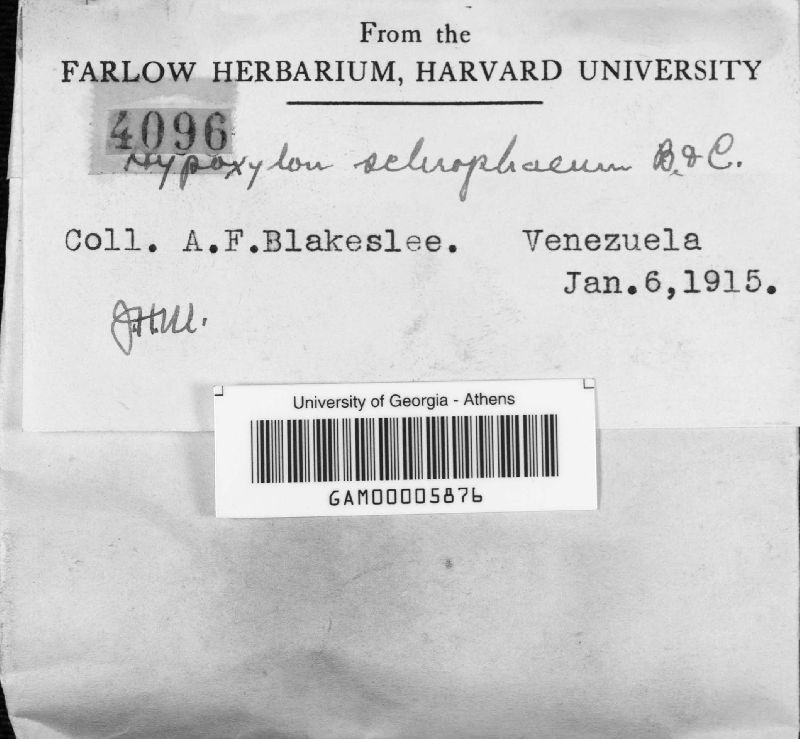 From the
FARLOW HERBARIUM, HARVARD UNIVERSITY
4096
Hypoxylon sclerophaeum B. & C.
Coll. A.F.Blakeslee. Venezuela
Jan.6,1915.
J.H.M.
University of Georgia - Athens
GAM00005876